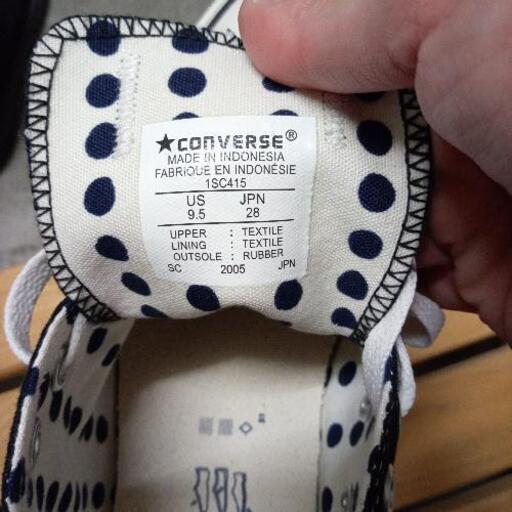 ★CONVERSE®
MADE IN INDONESIA
FABRIQUE EN INDONÉSIE
1SC415
US JPN
9.5 28
UPPER : TEXTILE
LINING : TEXTILE
OUTSOLE : RUBBER
SC 2005 JPN